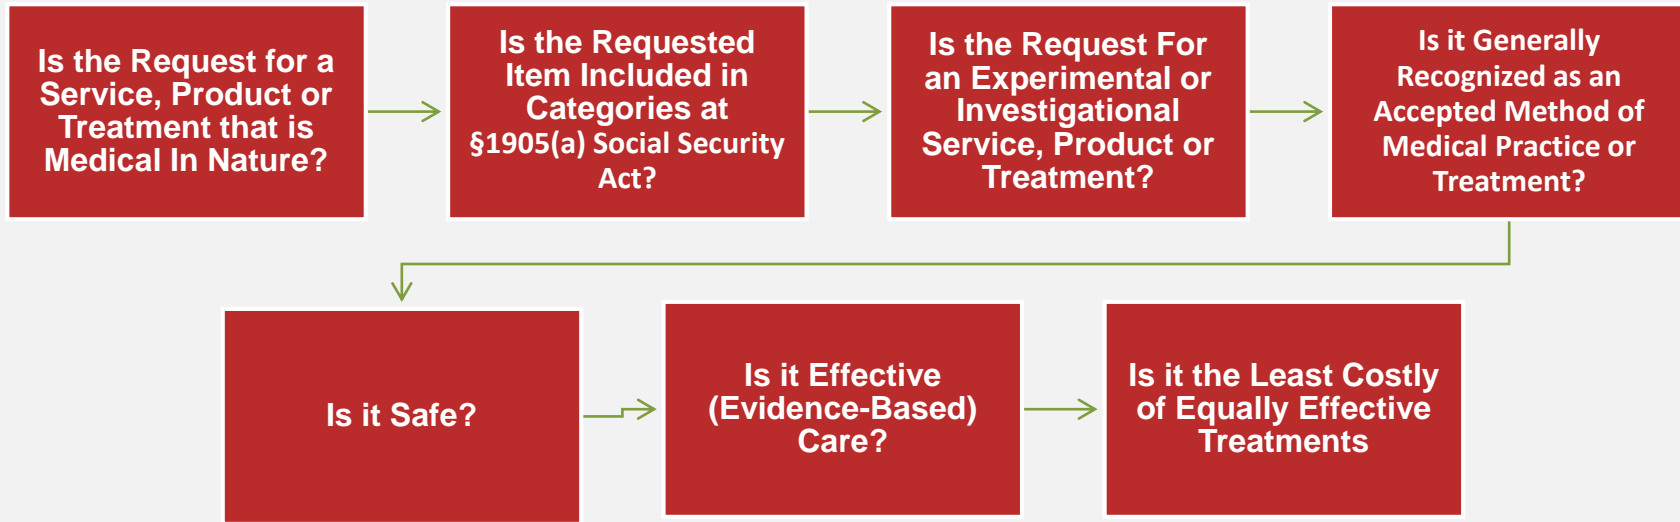 Is the Request for a
Service, Product or
Treatment that is
Medical In Nature?
Is the Requested
Item Included in
Categories at
§1905(a) Social Security
Act?
Is the Request For
an Experimental or
Investigational
Service, Product or
Treatment?
Is it Generally
Recognized as an
Accepted Method of
Medical Practice or
Treatment?
Is it Safe?
Is it Effective
(Evidence-Based)
Care?
Is it the Least Costly
of Equally Effective
Treatments